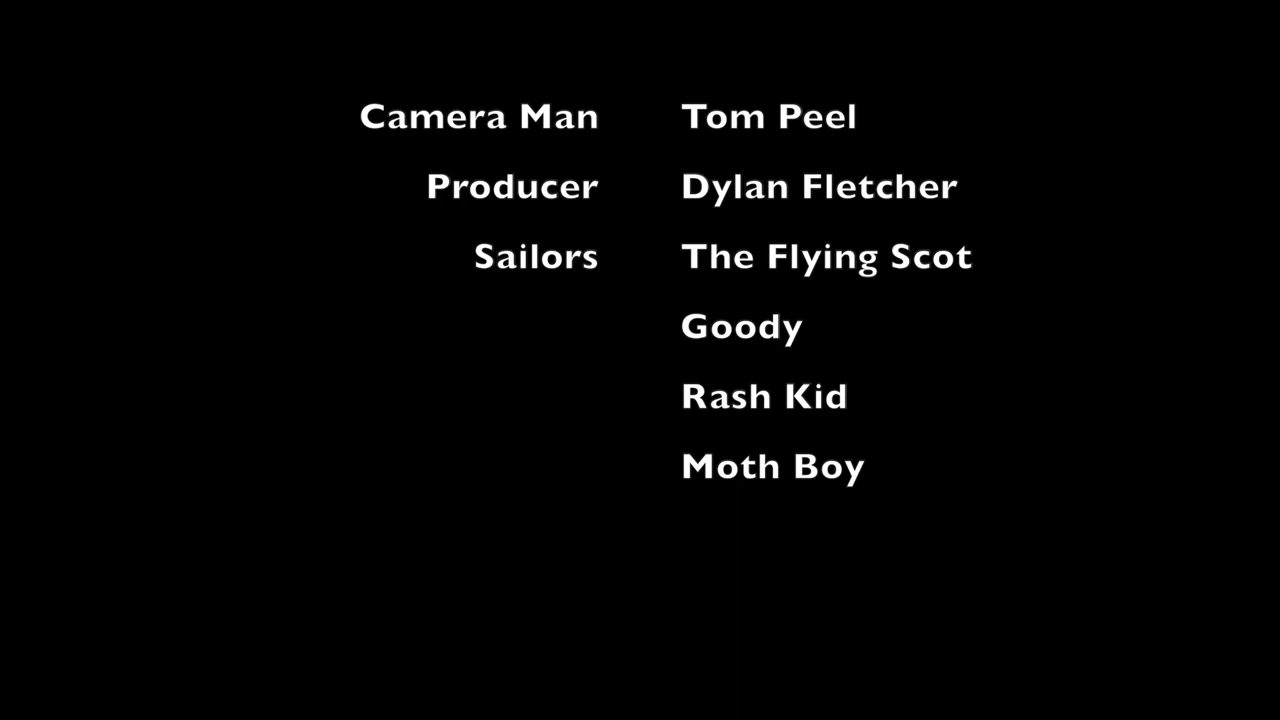 Camera Man Tom Peel
Producer Dylan Fletcher
Sailors The Flying Scot
Goody
Rash Kid
Moth Boy